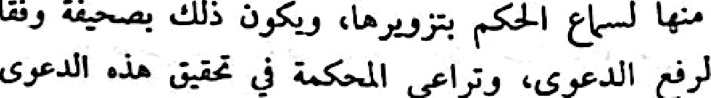 منها لسماع الحكم بتزويرها، ويكون ذلك بصحيفة وفقا
لرفع الدعوى، وتراعى المحكمة في تحقيق هذه الدعوى